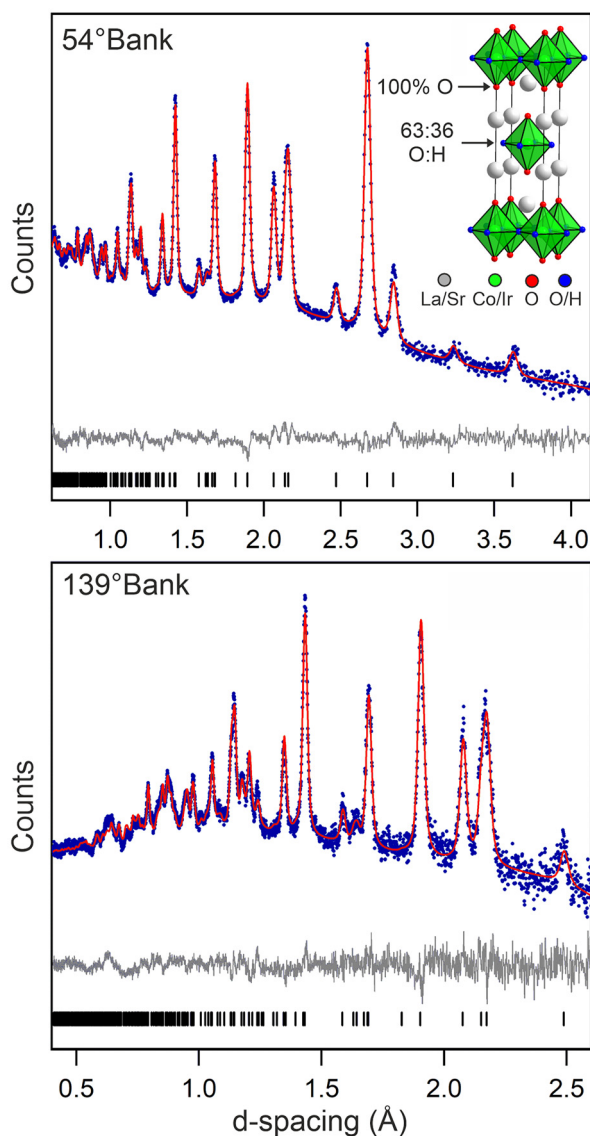 54°Bank
100% O
63:36
O:H
La/Sr Co/Ir O O/H
Counts
1.0 1.5 2.0 2.5 3.0 3.5 4.0
139°Bank
Counts
0.5 1.0 1.5 2.0 2.5
d-spacing (Å)